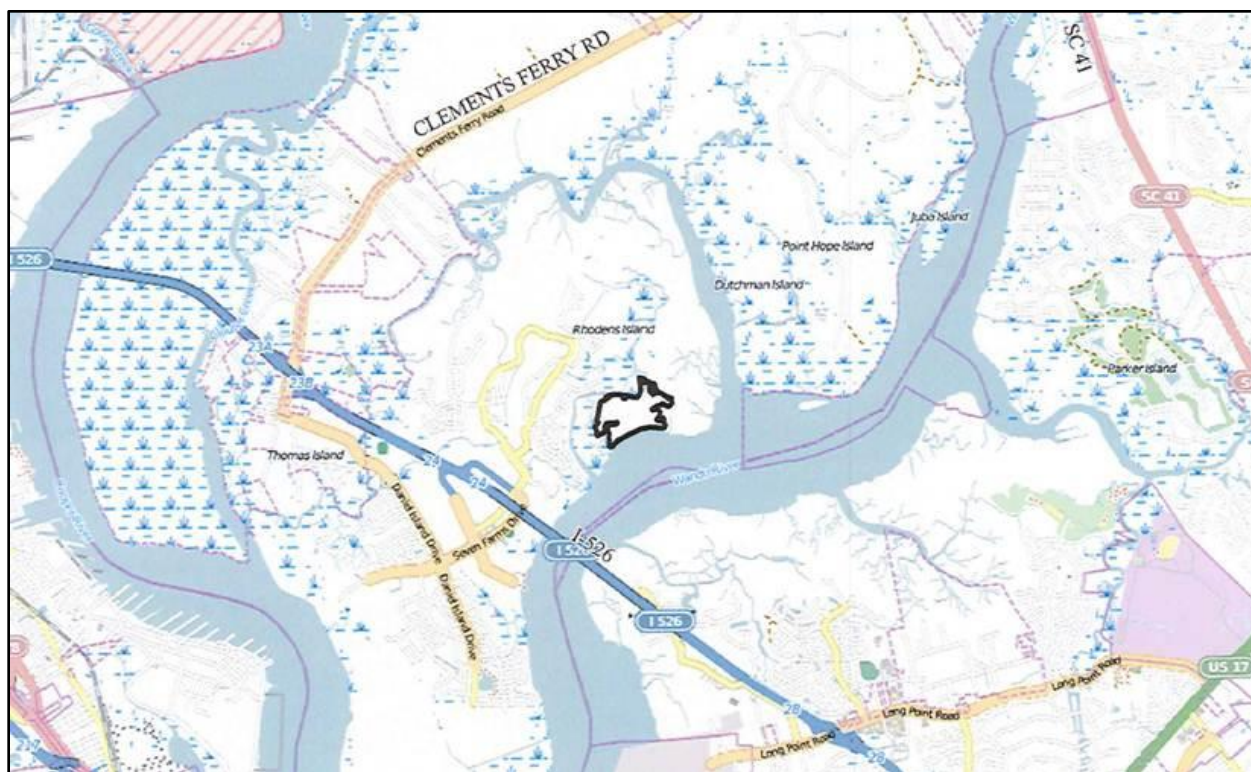 CLEMENTS FERRY RD
Clements Ferry Road
SC 41
SC 41
Juba Island
Point Hope Island
526
Dutchman Island
Rhodens Island
23A
Parker Island
23B
Thomas Island
24
24
Wando River
Daniel Island Drive
Seven Farms Drive
I-526
Daniel Island Drive
I 526
US 17
Long Point Road
28
Long Point Road
Long Point Road
28
217